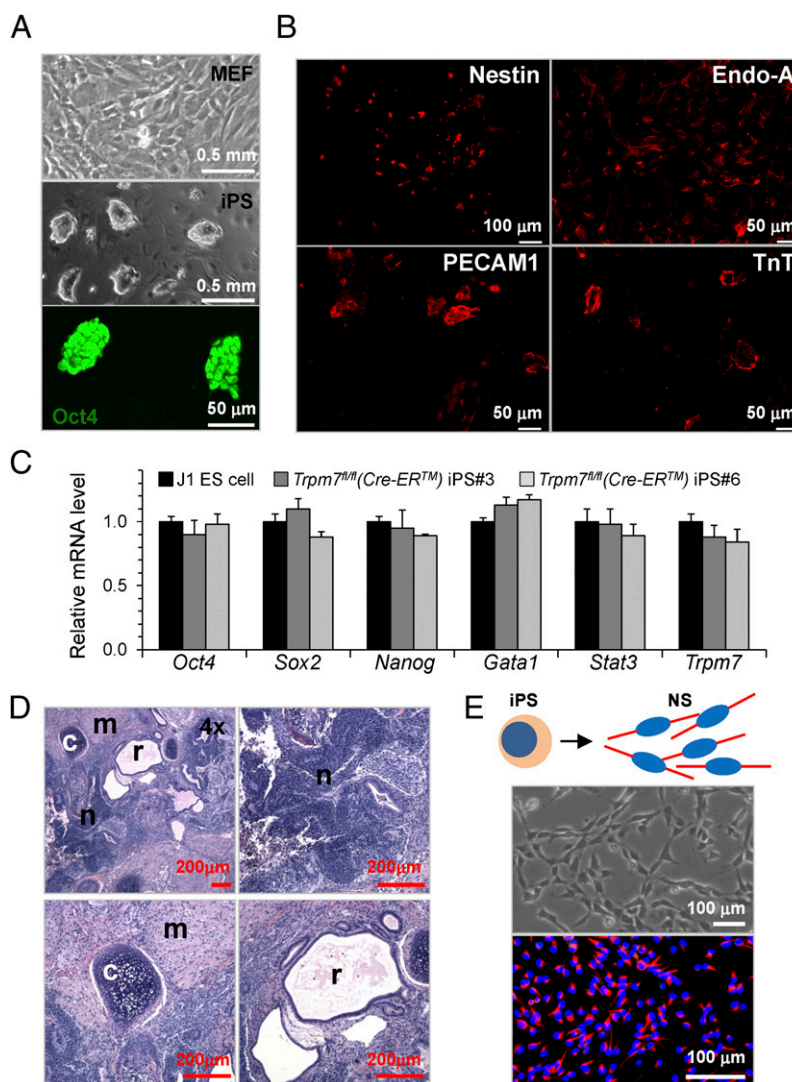 A
MEF
0.5 mm
iPS
0.5 mm
Oct4
50 μm
B
Nestin
100 μm
Endo-A
50 μm
PECAM1
50 μm
TnT
50 μm
C
J1 ES cell
Trpm7fl/fl(Cre-ERTM) iPS#3
Trpm7fl/fl(Cre-ERTM) iPS#6
Relative mRNA level
1.0
0.5
0.0
Oct4 Sox2 Nanog Gata1 Stat3 Trpm7
D
m
4x
c
r
n
200μm
n
200μm
m
c
200μm
r
200μm
E
iPS
NS
100 μm
100 μm